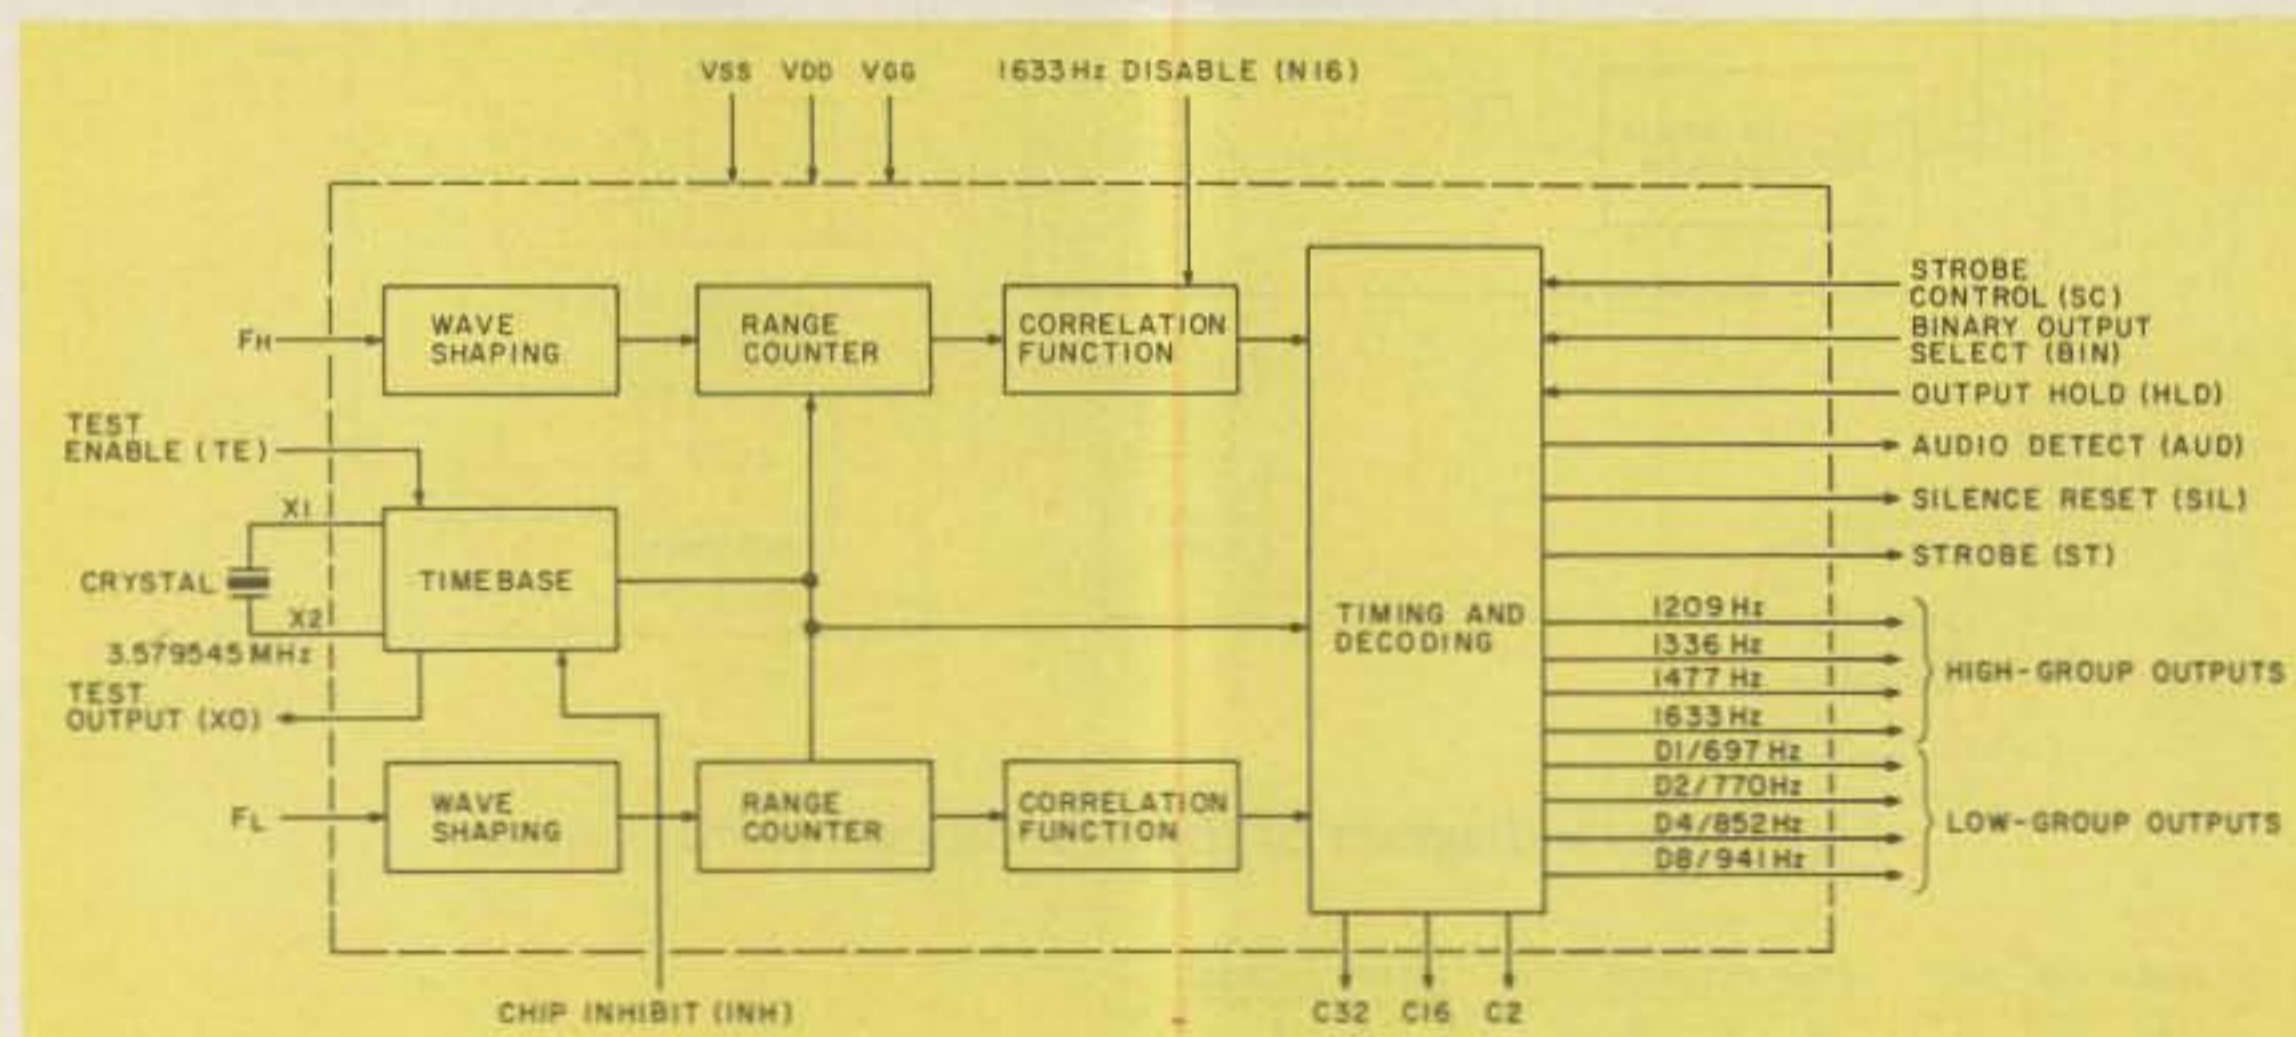 VSS VDD VGG 1633Hz DISABLE (N16)
STROBE
CONTROL (SC)
BINARY OUTPUT
SELECT (BIN)
OUTPUT HOLD (HLD)
AUDIO DETECT (AUD)
SILENCE RESET (SIL)
STROBE (ST)
FH
WAVE
SHAPING
RANGE
COUNTER
CORRELATION
FUNCTION
TEST
ENABLE (TE)
X1
CRYSTAL
X2
3.579545 MHz
TIMEBASE
TEST
OUTPUT (XO)
TIMING AND
DECODING
1209 Hz
1336 Hz
1477 Hz
1633 Hz
HIGH-GROUP OUTPUTS
D1/697 Hz
D2/770Hz
D4/852Hz
D8/941Hz
LOW-GROUP OUTPUTS
FL
WAVE
SHAPING
RANGE
COUNTER
CORRELATION
FUNCTION
CHIP INHIBIT (INH)
C32 C16 C2